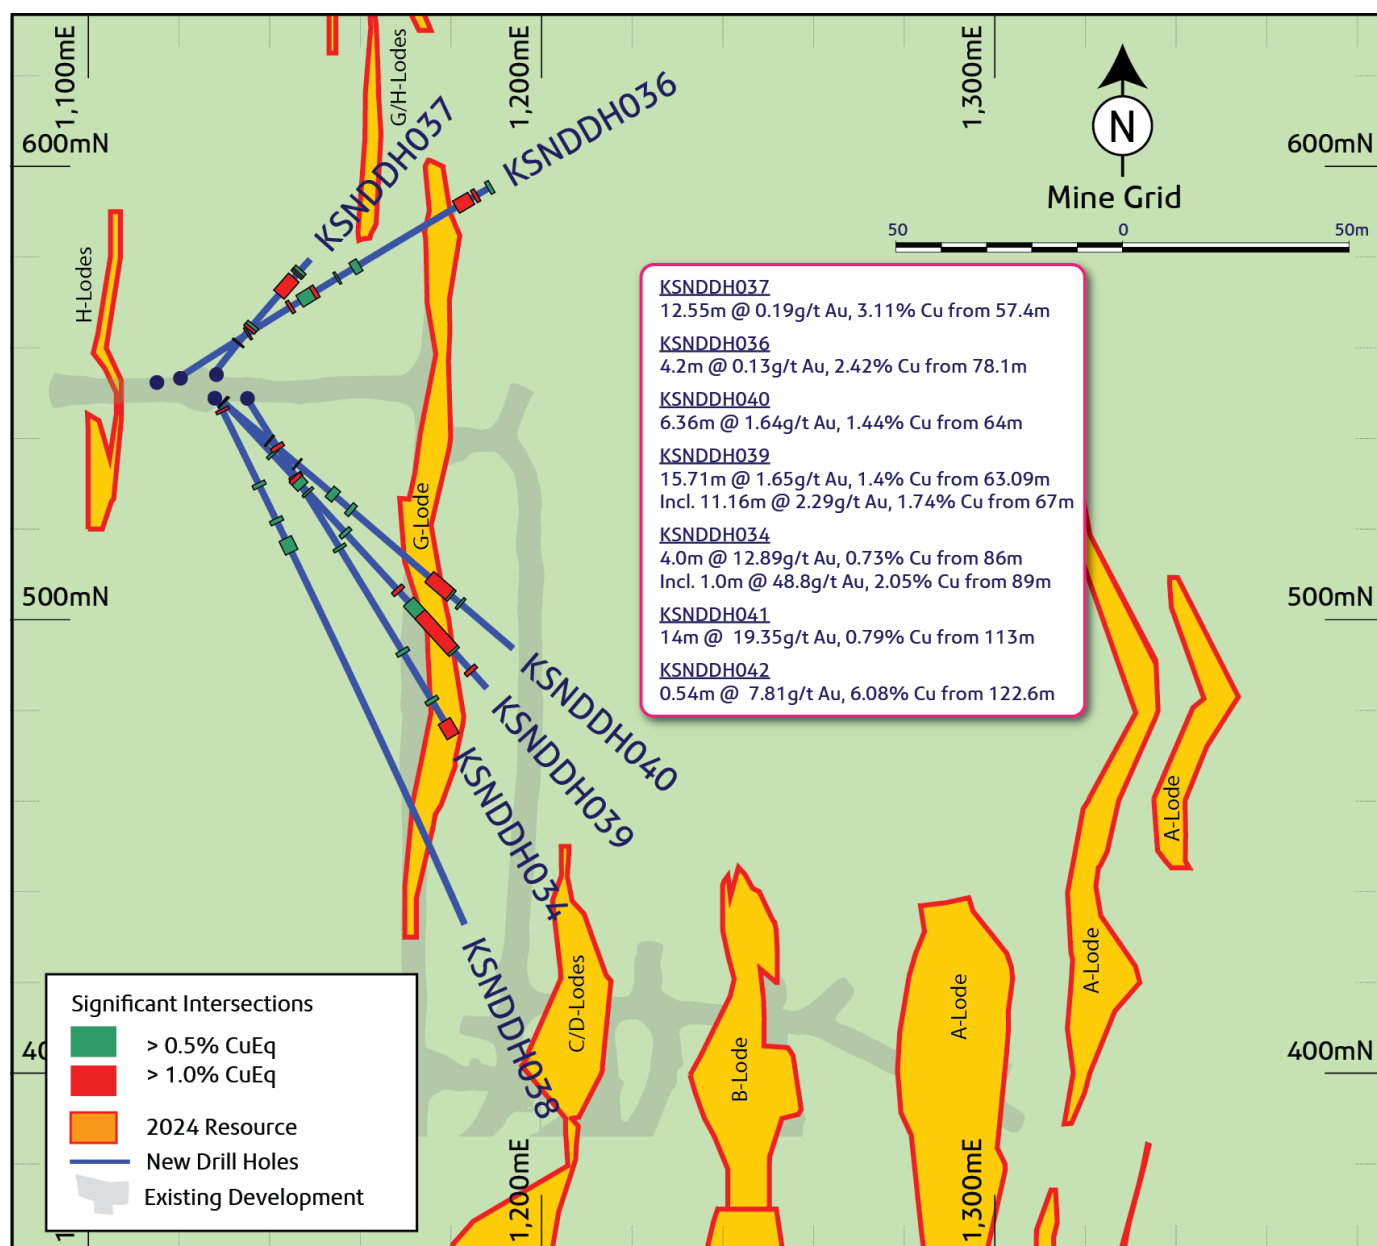 1,100mE
1,200mE
1,300mE
G/H-Lodes
KSNDDH037
KSNDDH036
N
Mine Grid
600mN
600mN
50
0
50m
H-Lodes
KSNDDH037
12.55m @ 0.19g/t Au, 3.11% Cu from 57.4m
KSNDDH036
4.2m @ 0.13g/t Au, 2.42% Cu from 78.1m
KSNDDH040
6.36m @ 1.64g/t Au, 1.44% Cu from 64m
KSNDDH039
15.71m @ 1.65g/t Au, 1.4% Cu from 63.09m
Incl. 11.16m @ 2.29g/t Au, 1.74% Cu from 67m
KSNDDH034
4.0m @ 12.89g/t Au, 0.73% Cu from 86m
Incl. 1.0m @ 48.8g/t Au, 2.05% Cu from 89m
KSNDDH041
14m @ 19.35g/t Au, 0.79% Cu from 113m
KSNDDH042
0.54m @ 7.81g/t Au, 6.08% Cu from 122.6m
G-Lode
500mN
500mN
KSNDDH040
KSNDDH039
KSNDDH034
KSNDDH038
A-Lode
A-Lode
A-Lode
B-Lode
C/D-Lodes
40
400mN
Significant Intersections
> 0.5% CuEq
> 1.0% CuEq
2024 Resource
New Drill Holes
Existing Development
1,200mE
1,300mE